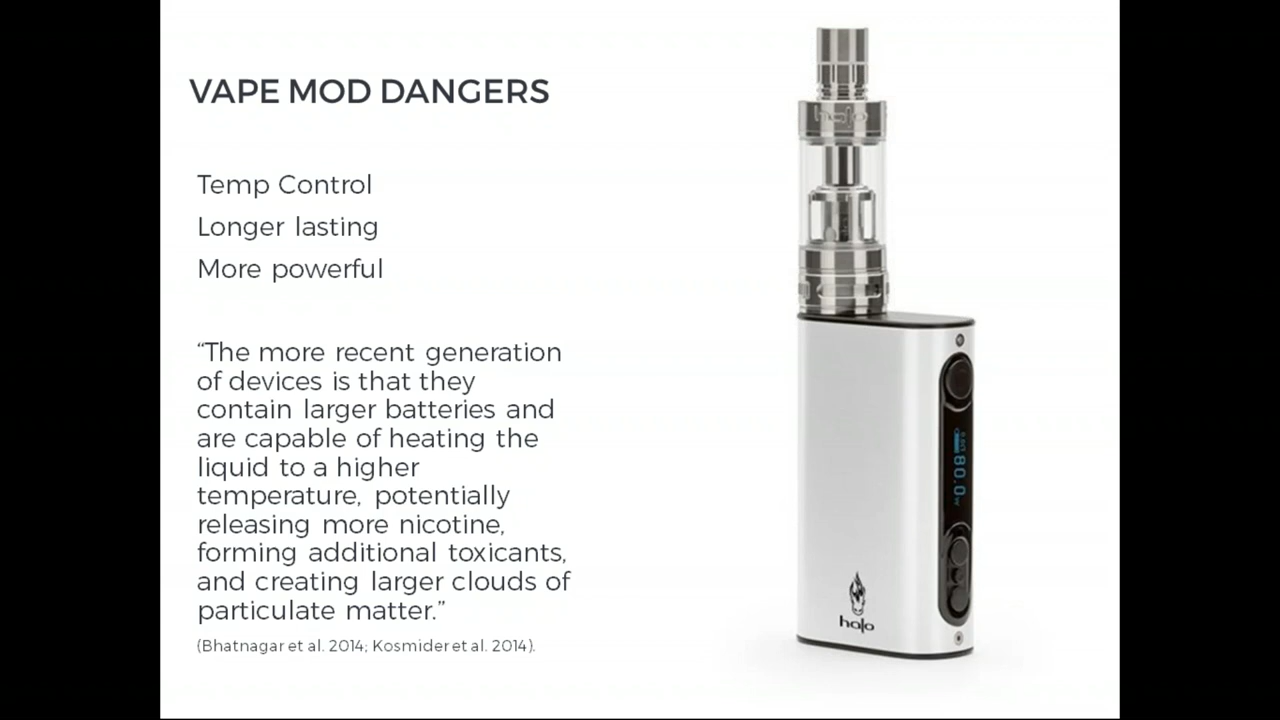 VAPE MOD DANGERS
Temp Control
Longer lasting
More powerful
“The more recent generation
of devices is that they
contain larger batteries and
are capable of heating the
liquid to a higher
temperature, potentially
releasing more nicotine,
forming additional toxicants,
and creating larger clouds of
particulate matter.”
(Bhatnagar et al. 2014; Kosmider et al. 2014).
halo
80.0W
halo